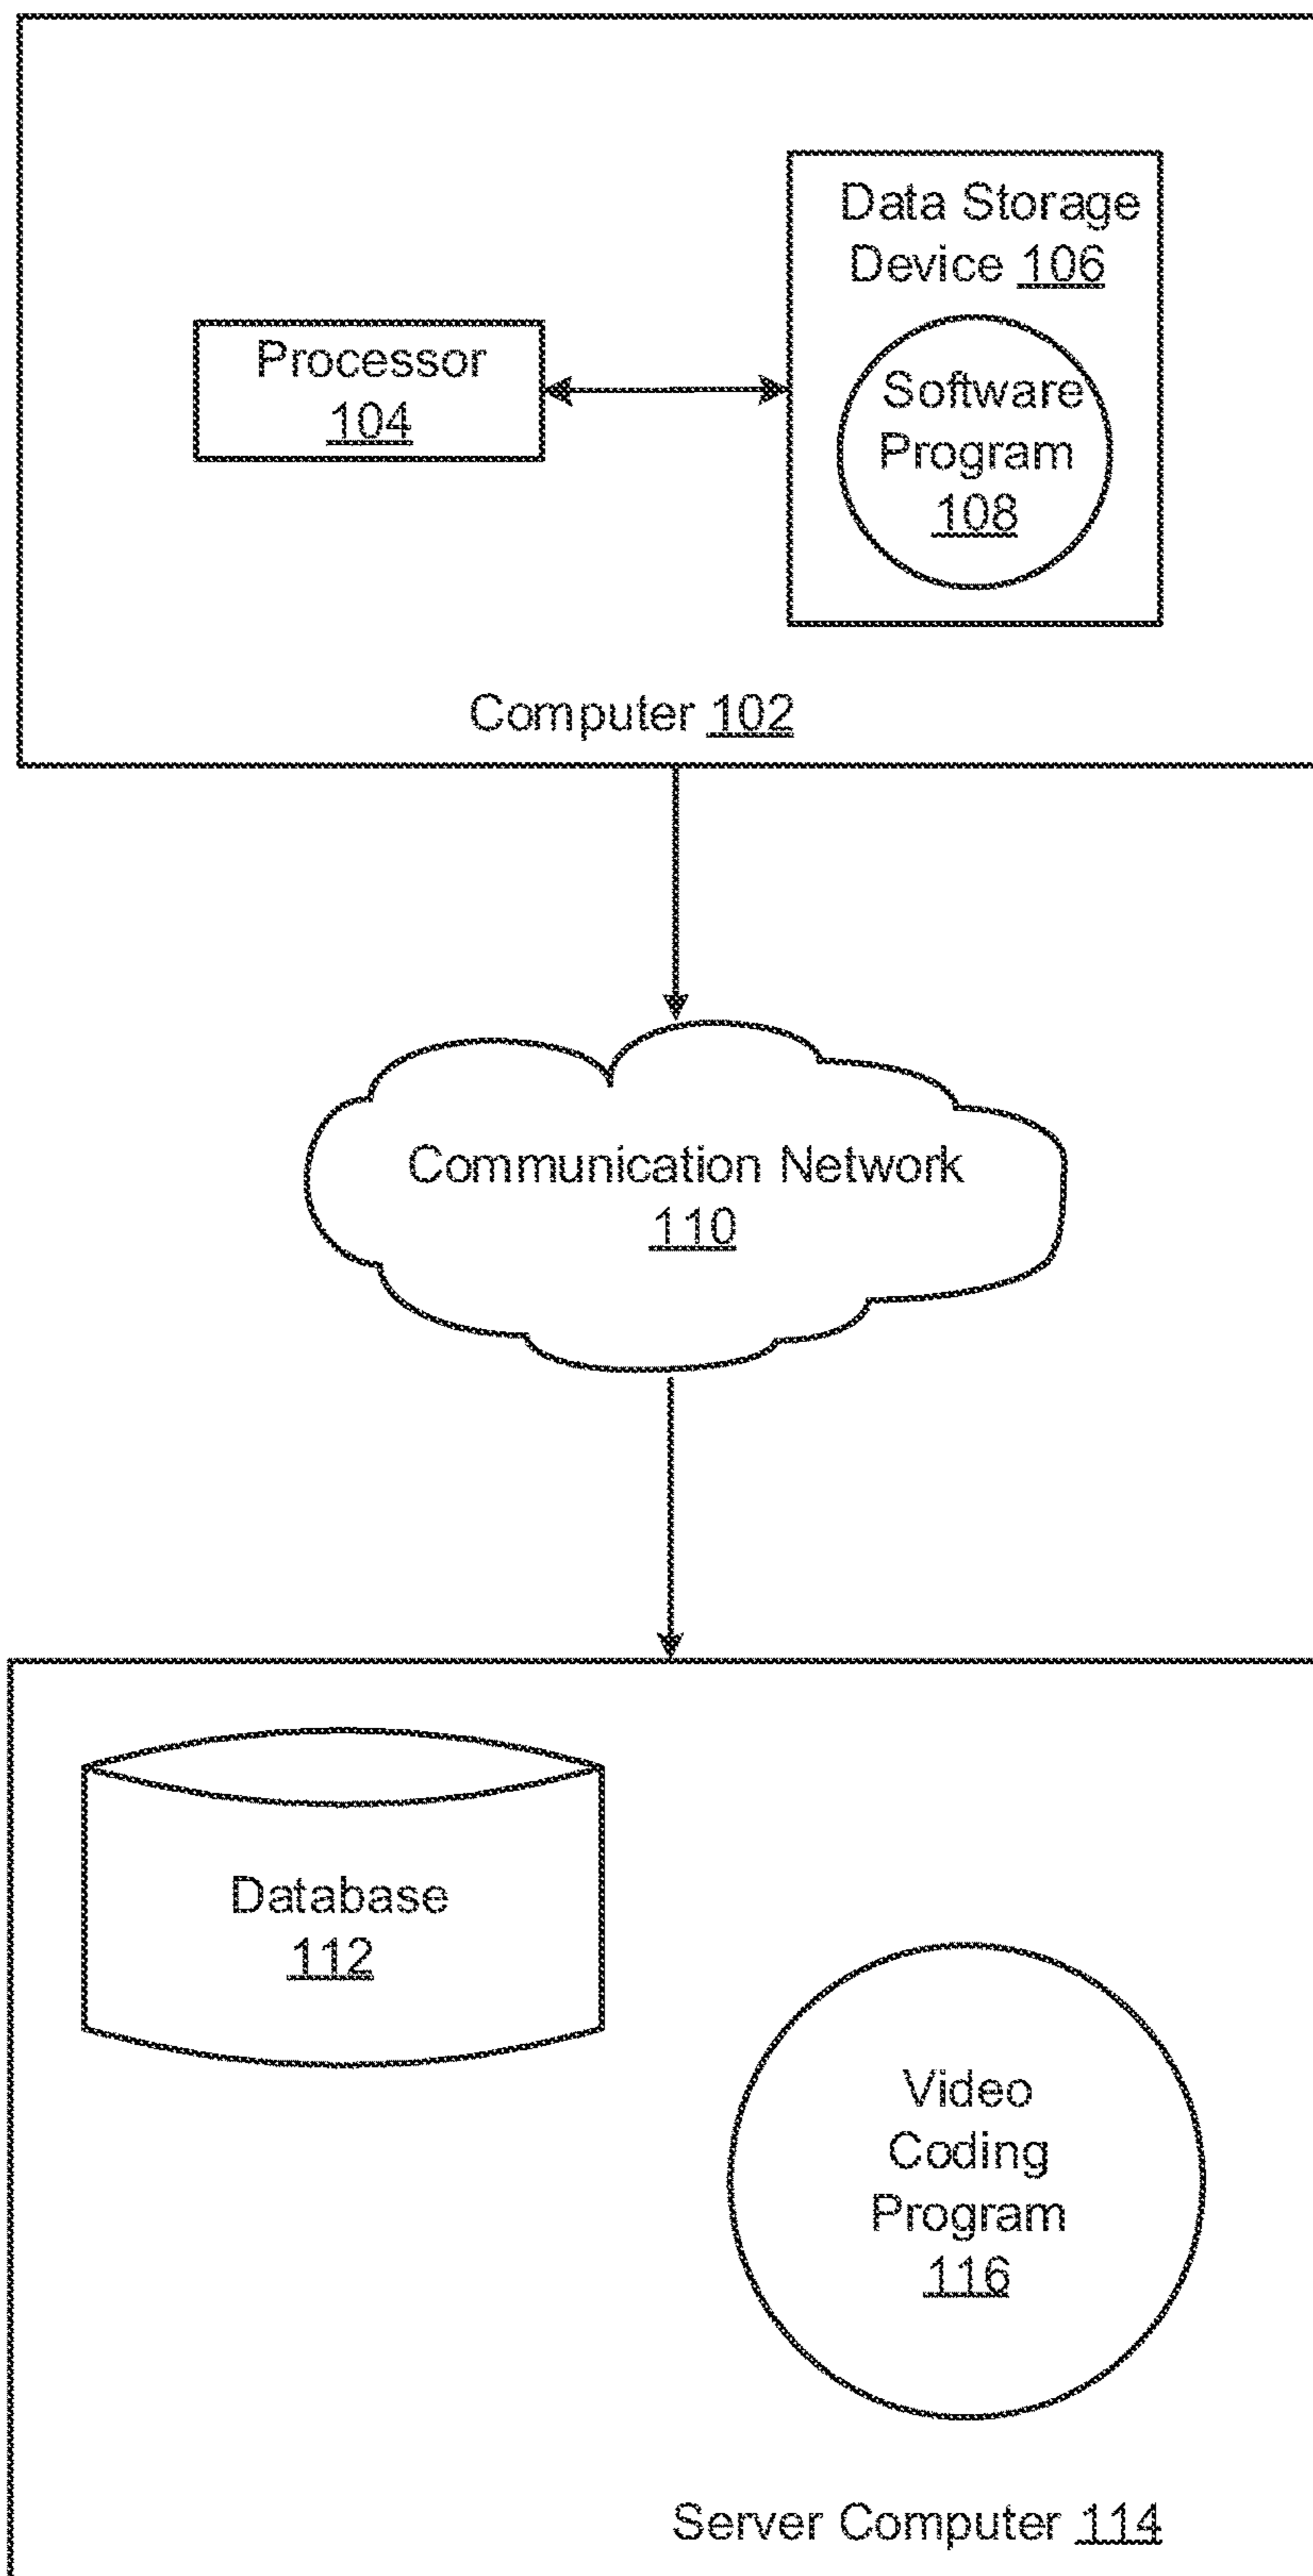 Data Storage
Device 106
Processor
104
Software
Program
108
Computer 102
Communication Network
110
Database
112
Video
Coding
Program
116
Server Computer 114